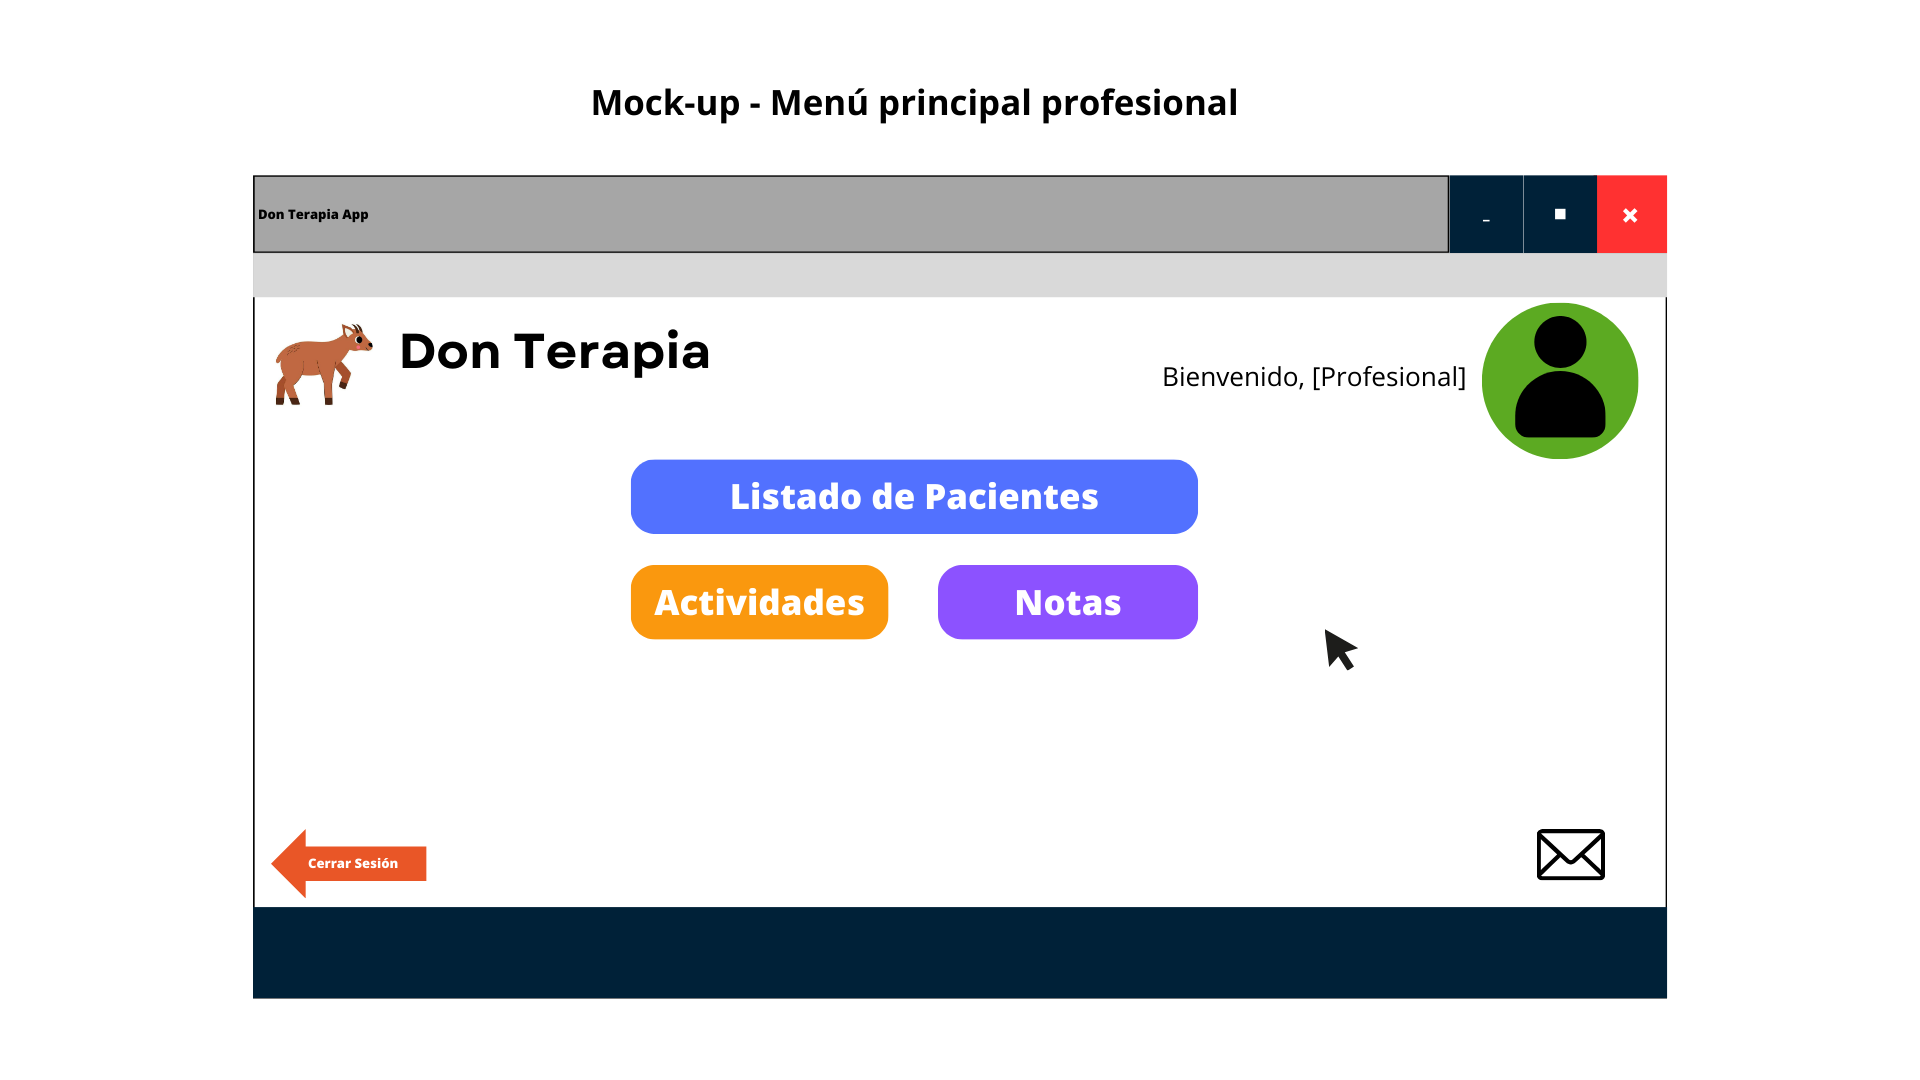 Mock-up - Menú principal profesional
Don Terapia App
Don Terapia
Bienvenido, [Profesional]
Listado de Pacientes
Actividades
Notas
Cerrar Sesión